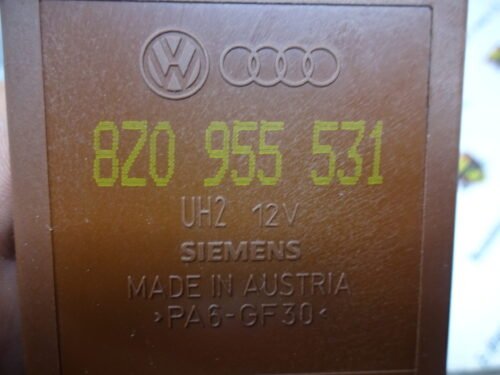 8Z0 955 531
UH2 12V
SIEMENS
MADE IN AUSTRIA
>PA6-GF30<